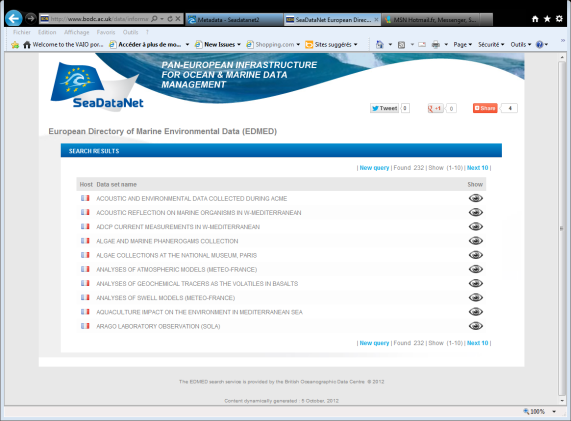 http://www.bodc.ac.uk/data/informa
Metadata - Seadatanet2
SeaDataNet European Direc...
MSN Hotmail.fr, Messenger, S...
Fichier Edition Affichage Favoris Outils ?
Welcome to the VAIO por...
Accéder à plus de mo...
New Issues
Shopping.com
Sites suggérés
Page
Sécurité
Outils
SeaDataNet
PAN-EUROPEAN INFRASTRUCTURE
FOR OCEAN & MARINE DATA
MANAGEMENT
Tweet 0
+1 0
Share 4
European Directory of Marine Environmental Data (EDMED)
SEARCH RESULTS
| New query | Found 232 | Show (1-10) | Next 10 |
Host Data set name Show
ACOUSTIC AND ENVIRONMENTAL DATA COLLECTED DURING ACME
ACOUSTIC REFLECTION ON MARINE ORGANISMS IN W-MEDITERRANEAN
ADCP CURRENT MEASUREMENTS IN W-MEDITERRANEAN
ALGAE AND MARINE PHANEROGAMS COLLECTION
ALGAE COLLECTIONS AT THE NATIONAL MUSEUM, PARIS
ANALYSES OF ATMOSPHERIC MODELS (METEO-FRANCE)
ANALYSES OF GEOCHEMICAL TRACERS AS THE VOLATILES IN BASALTS
ANALYSES OF SWELL MODELS (METEO-FRANCE)
AQUACULTURE IMPACT ON THE ENVIRONMENT IN MEDITERRANEAN SEA
ARAGO LABORATORY OBSERVATION (SOLA)
| New query | Found 232 | Show (1-10) | Next 10 |
The EDMED search service is provided by the British Oceanographic Data Centre © 2012
Content dynamically generated : 5 October, 2012
100%